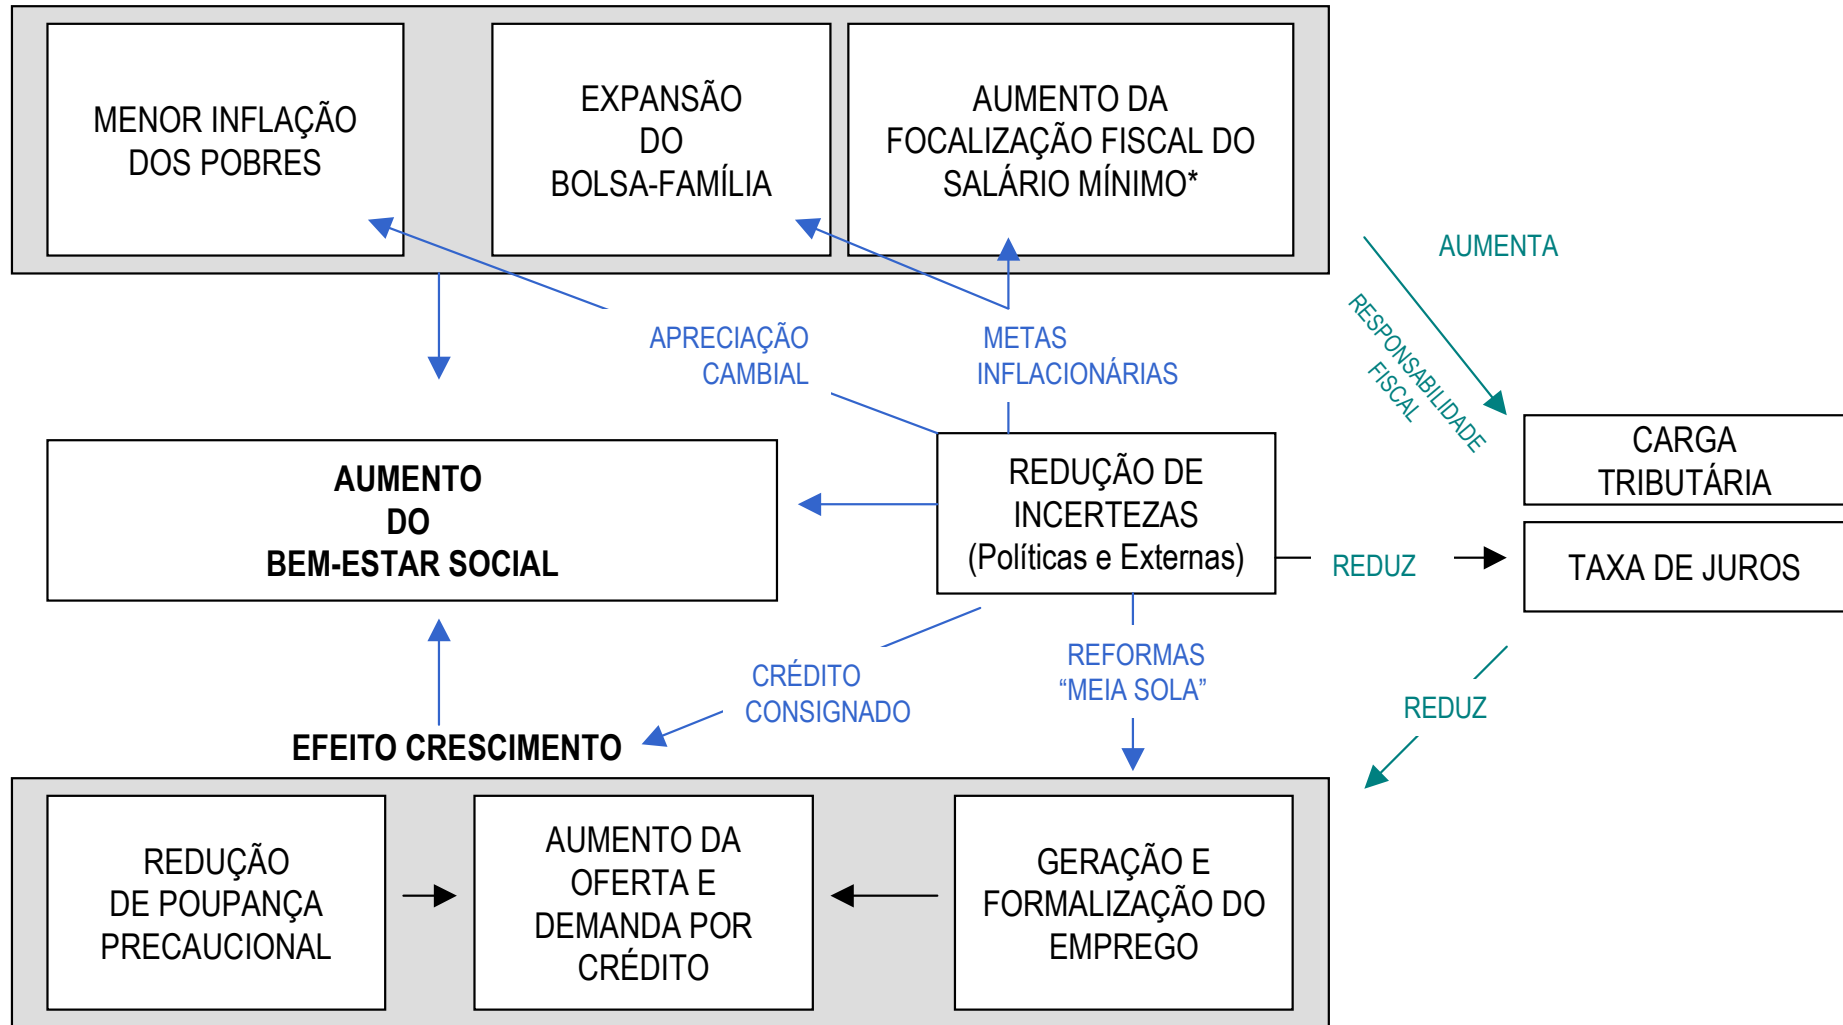 MENOR INFLAÇÃO
DOS POBRES
EXPANSÃO
DO
BOLSA-FAMÍLIA
AUMENTO DA
FOCALIZAÇÃO FISCAL DO
SALÁRIO MÍNIMO*
AUMENTA
RESPONSABILIDADE
FISCAL
APRECIAÇÃO
CAMBIAL
METAS
INFLACIONÁRIAS
AUMENTO
DO
BEM-ESTAR SOCIAL
REDUÇÃO DE
INCERTEZAS
(Políticas e Externas)
CARGA
TRIBUTÁRIA
REDUZ
TAXA DE JUROS
CRÉDITO
CONSIGNADO
REFORMAS
“MEIA SOLA”
REDUZ
EFEITO CRESCIMENTO
REDUÇÃO
DE POUPANÇA
PRECAUCIONAL
AUMENTO DA
OFERTA E
DEMANDA POR
CRÉDITO
GERAÇÃO E
FORMALIZAÇÃO DO
EMPREGO